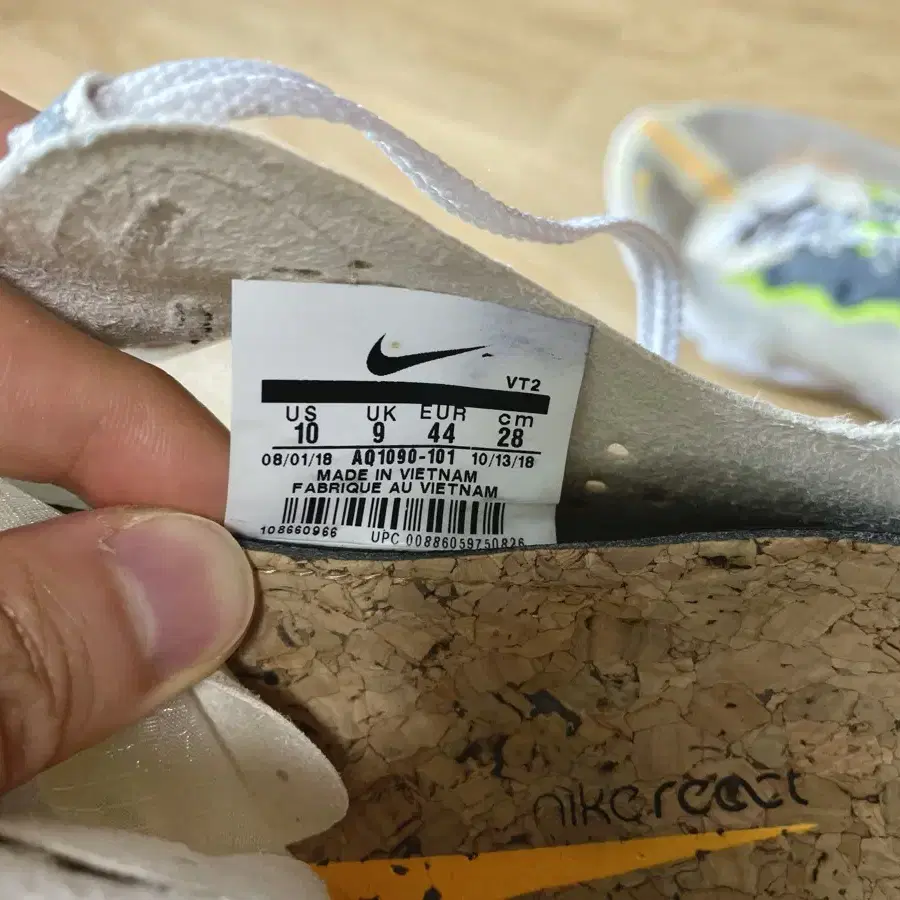 VT2
US UK EUR cm
10 9 44 28
08/01/18 AQ1090-101 10/13/18
MADE IN VIETNAM
FABRIQUE AU VIETNAM
108660966
UPC 00886059750826
nike react